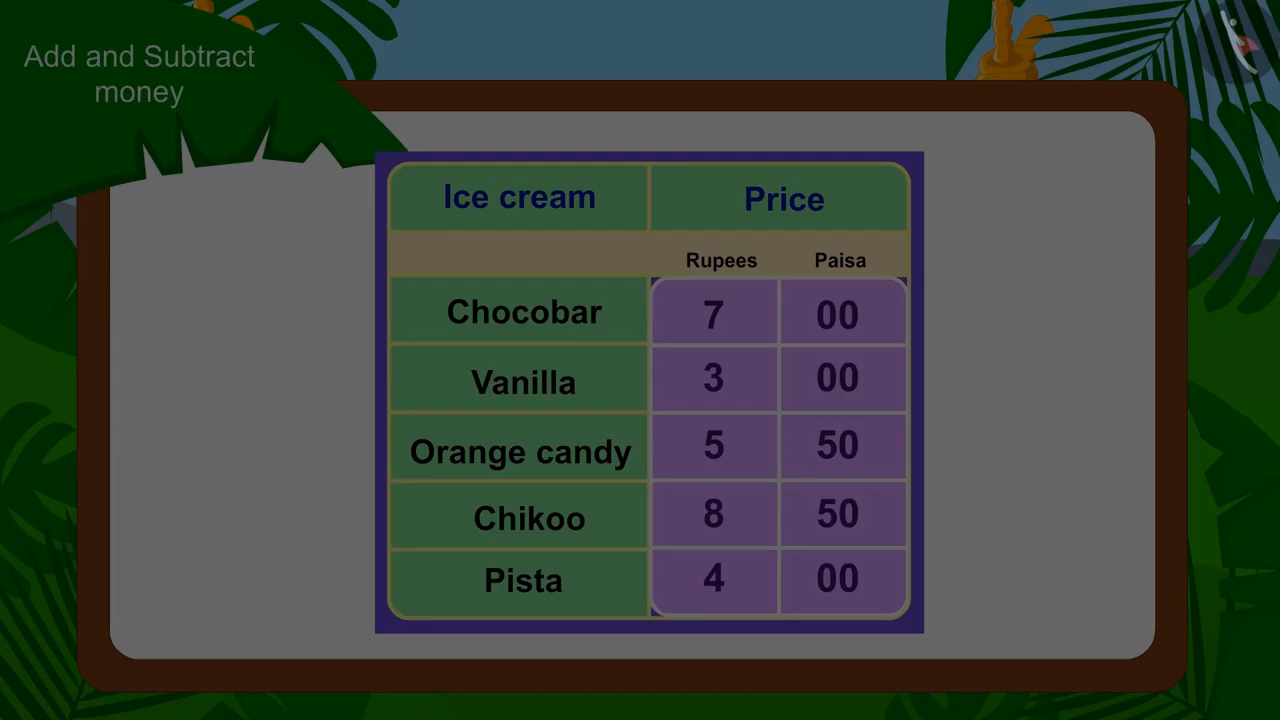 Add and Subtract
money
Ice cream Price
Rupees Paisa
Chocobar 7 00
Vanilla 3 00
Orange candy 5 50
Chikoo 8 50
Pista 4 00